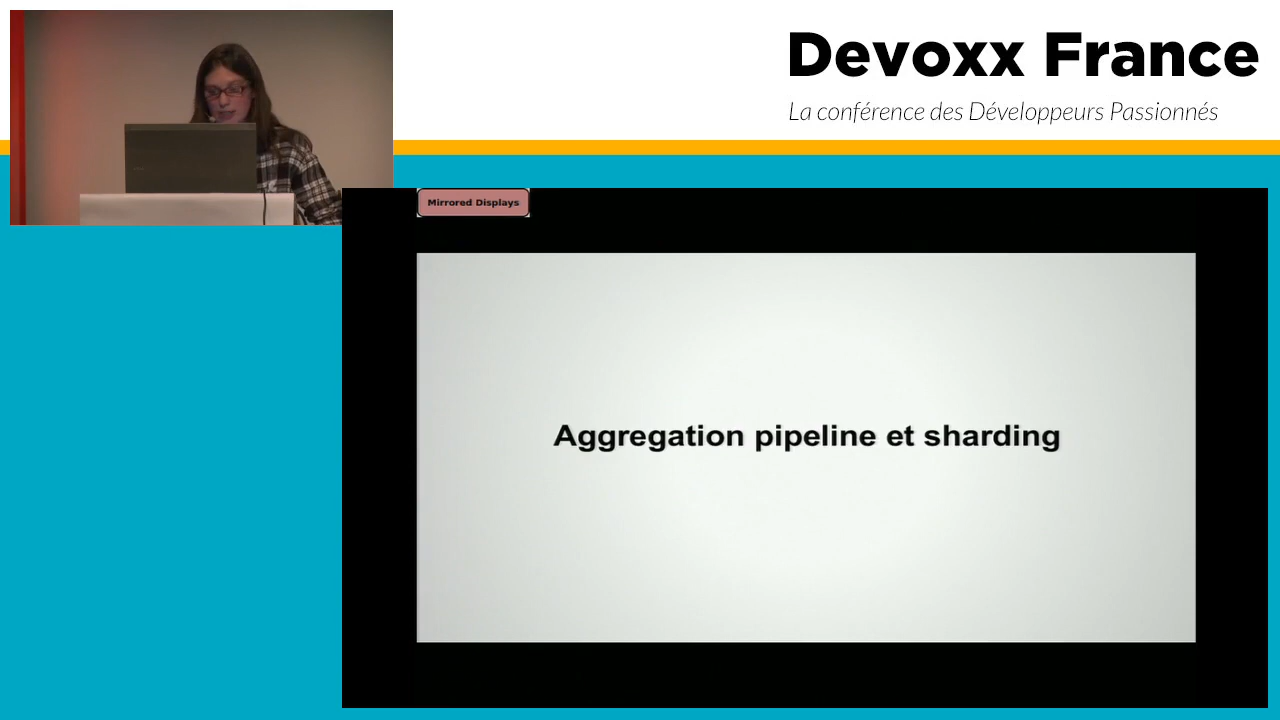 Devoxx France
La conférence des Développeurs Passionnés
Mirrored Displays
Aggregation pipeline et sharding